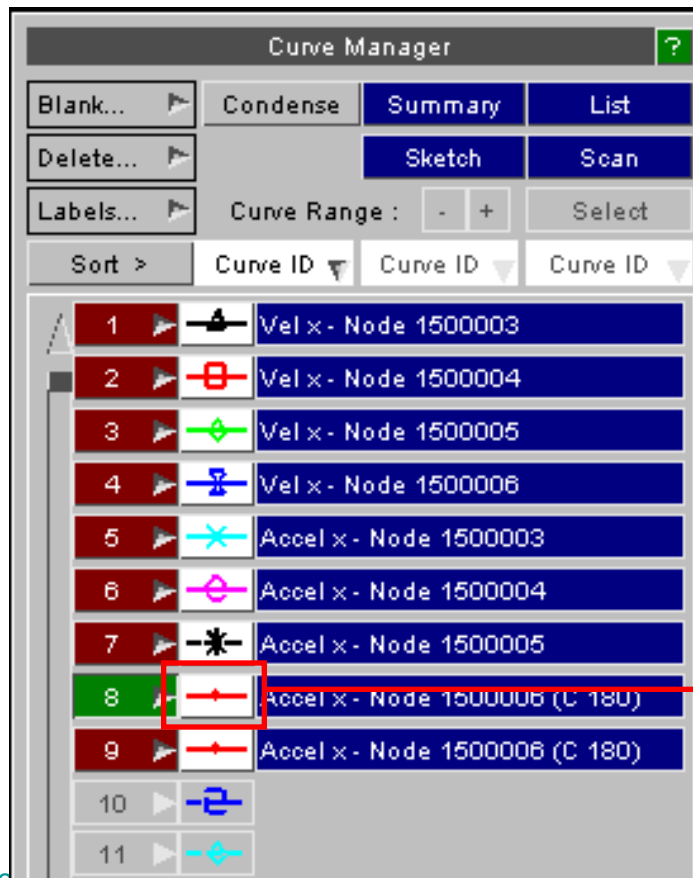 Curve Manager ?
Blank... Condense Summary List
Delete... Sketch Scan
Labels... Curve Range : - + Select
Sort > Curve ID Curve ID Curve ID
1 Vel x - Node 1500003
2 Vel x - Node 1500004
3 Vel x - Node 1500005
4 Vel x - Node 1500006
5 Accel x - Node 1500003
6 Accel x - Node 1500004
7 Accel x - Node 1500005
8 Accel x - Node 1500006 (C 180)
9 Accel x - Node 1500006 (C 180)
10
11